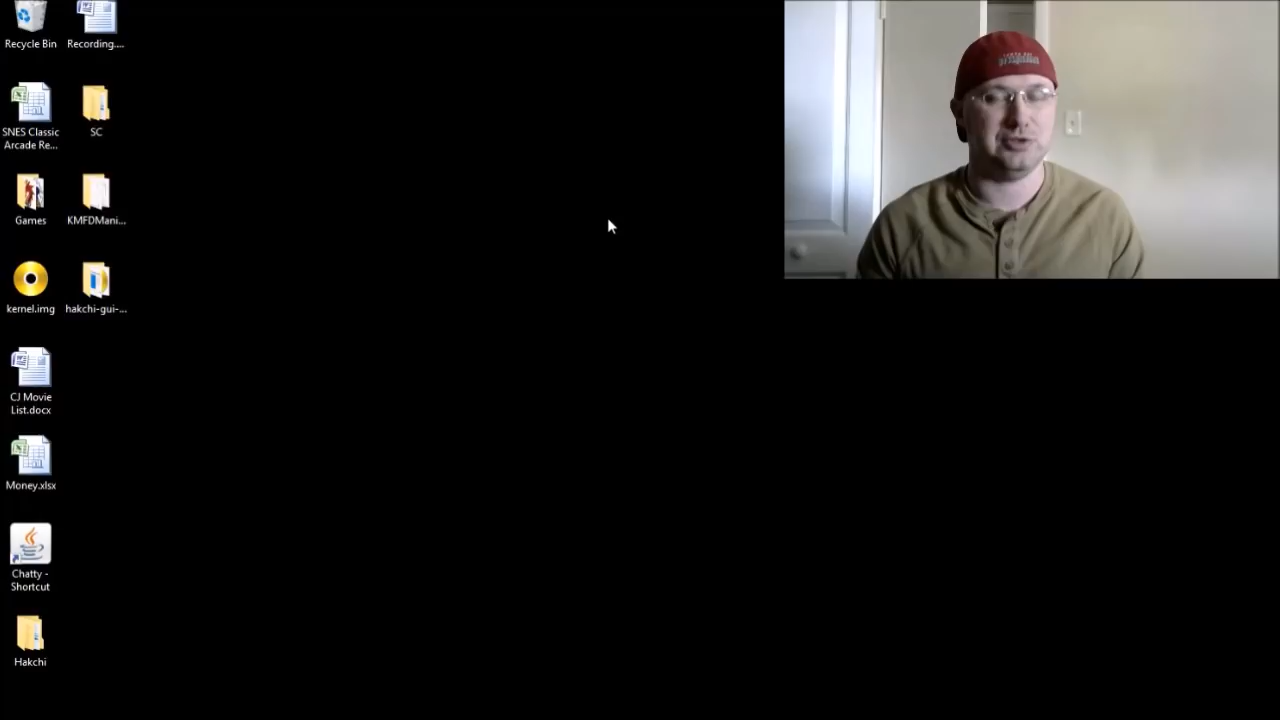 Recycle Bin
Recording....
SNES Classic
Arcade Re...
SC
Games
KMFDMani...
kernel.img
hakchi-gui-...
CJ Movie
List.docx
Money.xlsx
Chatty -
Shortcut
Hakchi